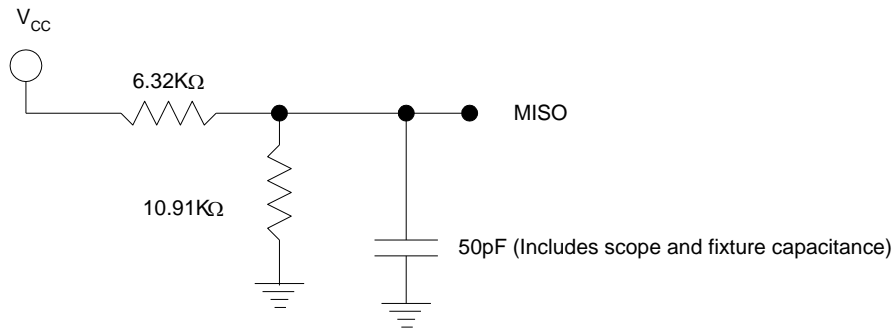 V_CC
6.32KΩ
MISO
10.91KΩ
50pF (Includes scope and fixture capacitance)